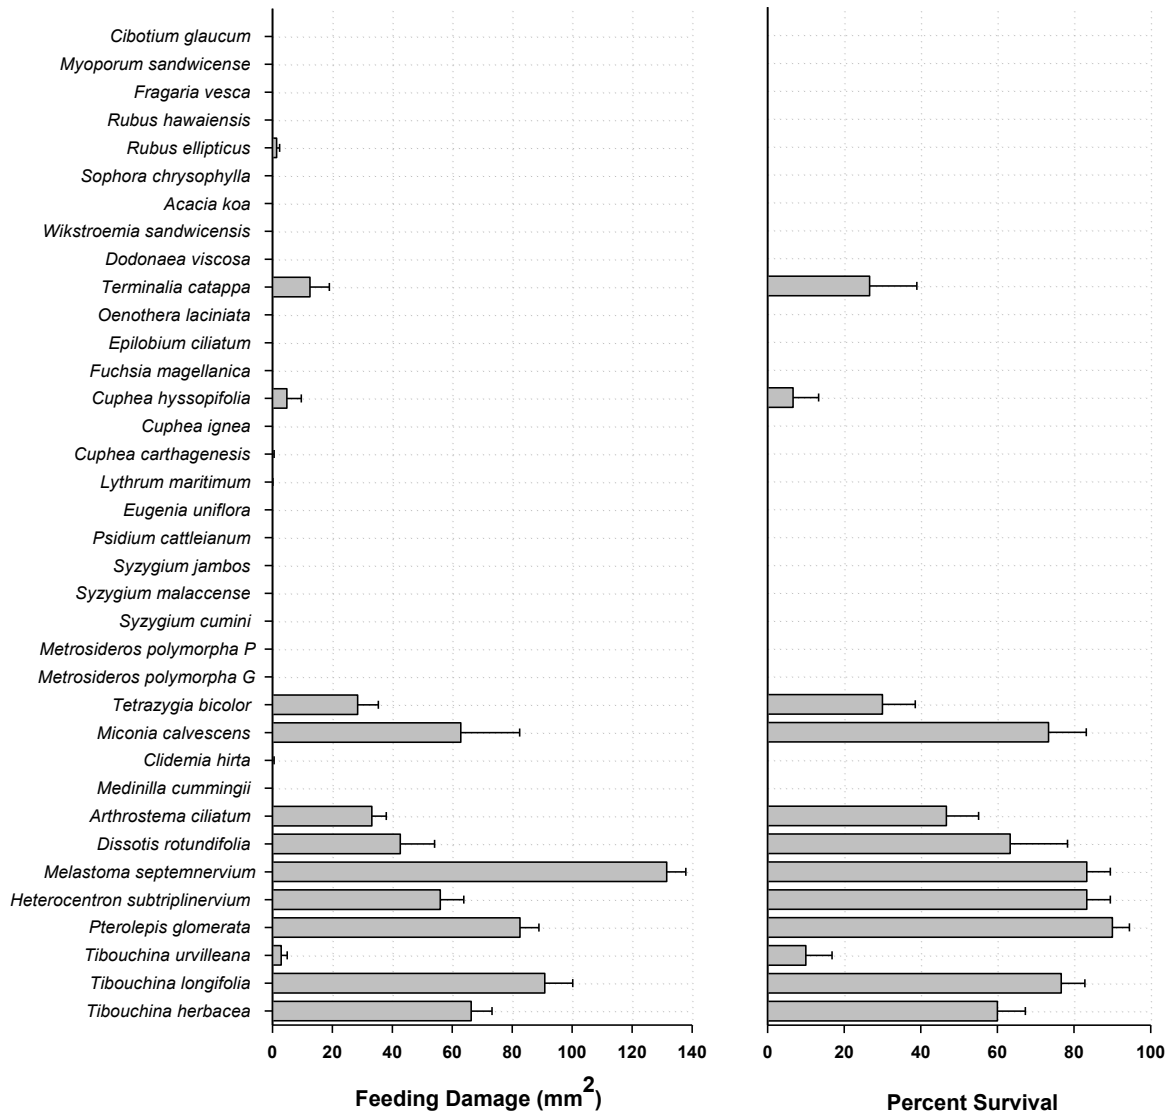 Cibotium glaucum
Myoporum sandwicense
Fragaria vesca
Rubus hawaiensis
Rubus ellipticus
Sophora chrysophylla
Acacia koa
Wikstroemia sandwicensis
Dodonaea viscosa
Terminalia catappa
Oenothera laciniata
Epilobium ciliatum
Fuchsia magellanica
Cuphea hyssopifolia
Cuphea ignea
Cuphea carthagenesis
Lythrum maritimum
Eugenia uniflora
Psidium cattleianum
Syzygium jambos
Syzygium malaccense
Syzygium cumini
Metrosideros polymorpha P
Metrosideros polymorpha G
Tetrazygia bicolor
Miconia calvescens
Clidemia hirta
Medinilla cummingii
Arthrostema ciliatum
Dissotis rotundifolia
Melastoma septemnervium
Heterocentron subtriplinervium
Pterolepis glomerata
Tibouchina urvilleana
Tibouchina longifolia
Tibouchina herbacea
0 20 40 60 80 100 120 140
Feeding Damage (mm2)
0 20 40 60 80 100
Percent Survival